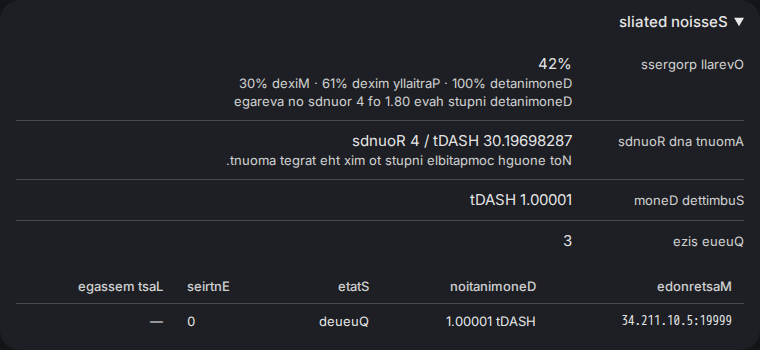 sliated noisseS ▼
ssergorp llarevO
42%
30% dexiM · 61% dexim yllaitraP · 100% detanimoneD
egareva no sdnuor 4 fo 1.80 evah stupni detanimoneD
sdnuoR dna tnuomA
sdnuoR 4 / tDASH 30.19698287
.tnuoma tegrat eht xim ot stupni elbitapmoc hguone toN
moneD dettimbuS
tDASH 1.00001
ezis eueuQ
3
egassem tsaL seirtnE etatS noitanimoneD edonretsaM
— 0 deueuQ 1.00001 tDASH 34.211.10.5:19999